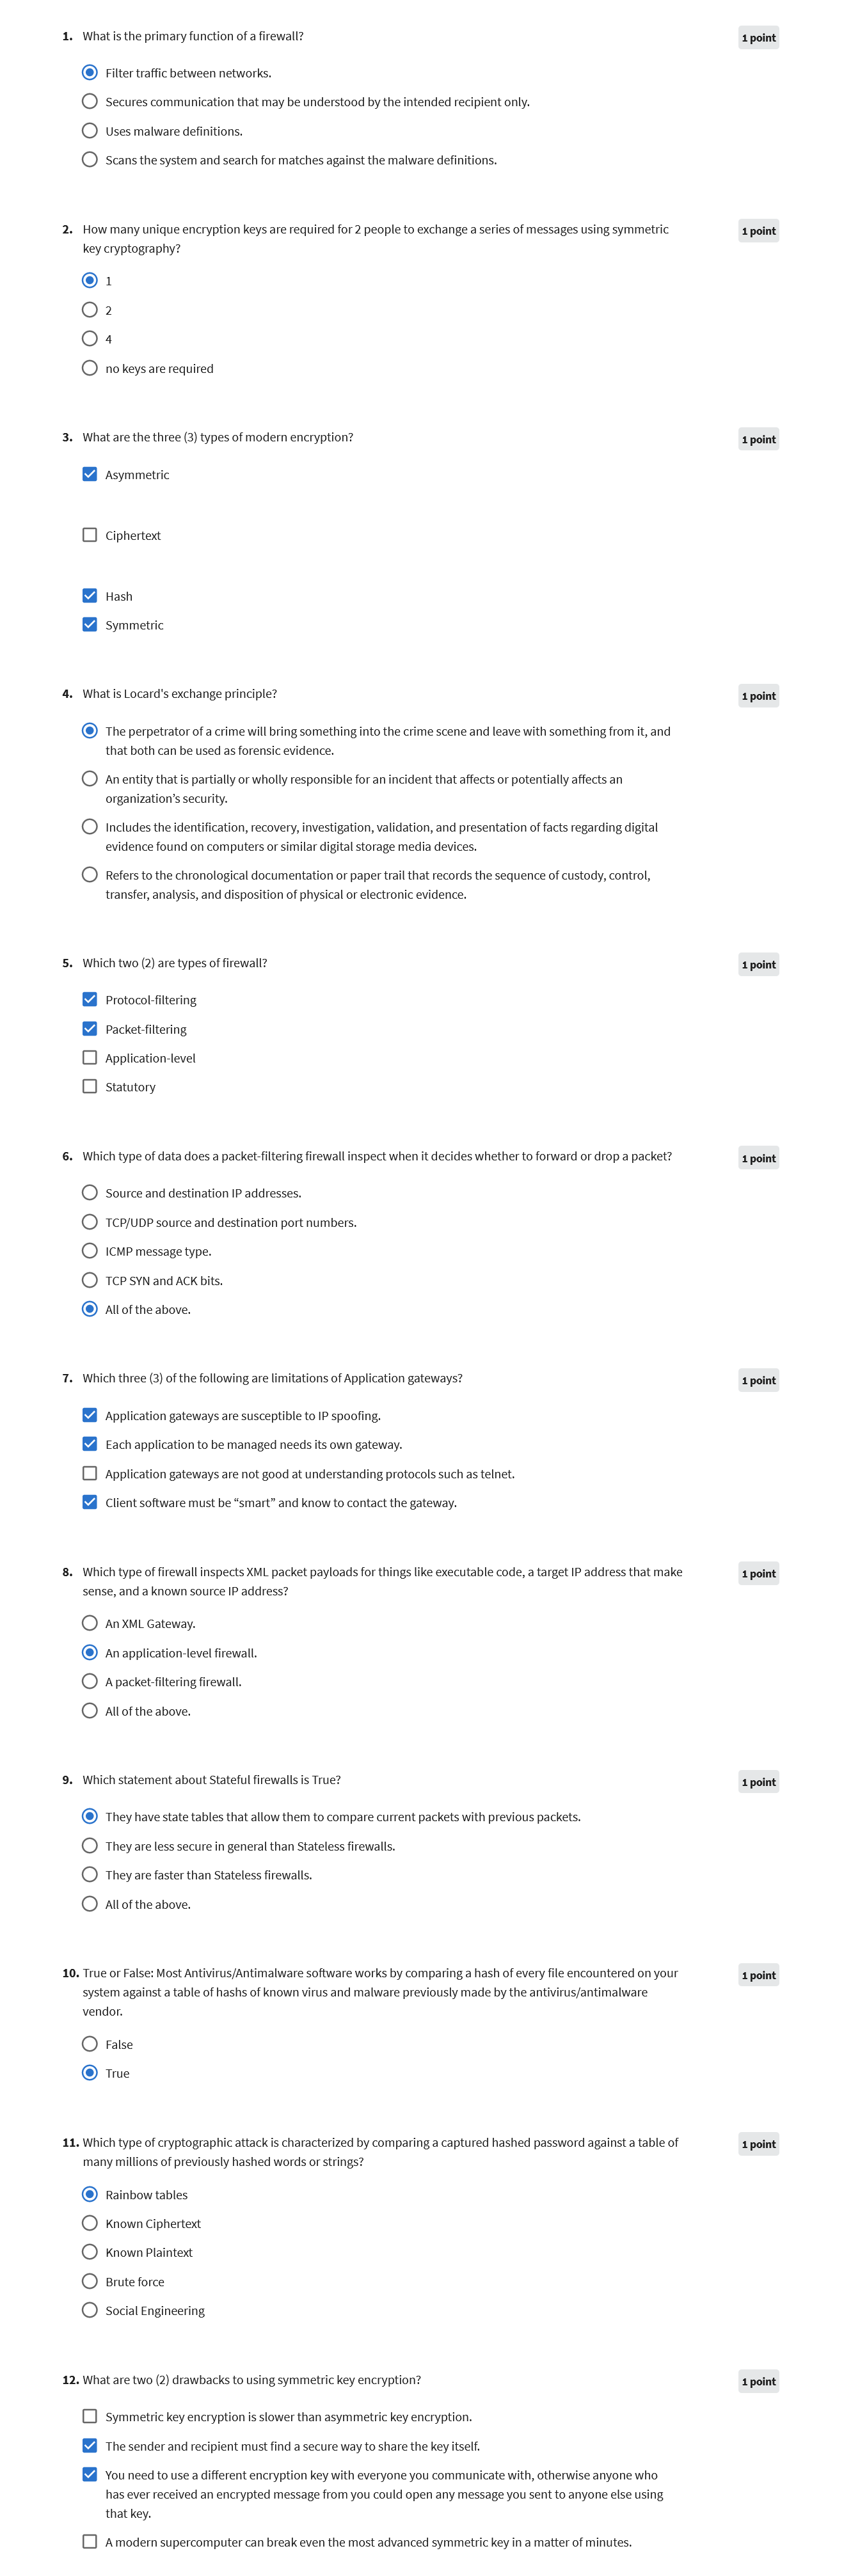 1. What is the primary function of a firewall?
1 point
Filter traffic between networks.
Secures communication that may be understood by the intended recipient only.
Uses malware definitions.
Scans the system and search for matches against the malware definitions.
2. How many unique encryption keys are required for 2 people to exchange a series of messages using symmetric
key cryptography?
1 point
1
2
4
no keys are required
3. What are the three (3) types of modern encryption?
1 point
Asymmetric
Ciphertext
Hash
Symmetric
4. What is Locard's exchange principle?
1 point
The perpetrator of a crime will bring something into the crime scene and leave with something from it, and
that both can be used as forensic evidence.
An entity that is partially or wholly responsible for an incident that affects or potentially affects an
organization’s security.
Includes the identification, recovery, investigation, validation, and presentation of facts regarding digital
evidence found on computers or similar digital storage media devices.
Refers to the chronological documentation or paper trail that records the sequence of custody, control,
transfer, analysis, and disposition of physical or electronic evidence.
5. Which two (2) are types of firewall?
1 point
Protocol-filtering
Packet-filtering
Application-level
Statutory
6. Which type of data does a packet-filtering firewall inspect when it decides whether to forward or drop a packet?
1 point
Source and destination IP addresses.
TCP/UDP source and destination port numbers.
ICMP message type.
TCP SYN and ACK bits.
All of the above.
7. Which three (3) of the following are limitations of Application gateways?
1 point
Application gateways are susceptible to IP spoofing.
Each application to be managed needs its own gateway.
Application gateways are not good at understanding protocols such as telnet.
Client software must be “smart” and know to contact the gateway.
8. Which type of firewall inspects XML packet payloads for things like executable code, a target IP address that make
sense, and a known source IP address?
1 point
An XML Gateway.
An application-level firewall.
A packet-filtering firewall.
All of the above.
9. Which statement about Stateful firewalls is True?
1 point
They have state tables that allow them to compare current packets with previous packets.
They are less secure in general than Stateless firewalls.
They are faster than Stateless firewalls.
All of the above.
10. True or False: Most Antivirus/Antimalware software works by comparing a hash of every file encountered on your
system against a table of hashs of known virus and malware previously made by the antivirus/antimalware
vendor.
1 point
False
True
11. Which type of cryptographic attack is characterized by comparing a captured hashed password against a table of
many millions of previously hashed words or strings?
1 point
Rainbow tables
Known Ciphertext
Known Plaintext
Brute force
Social Engineering
12. What are two (2) drawbacks to using symmetric key encryption?
1 point
Symmetric key encryption is slower than asymmetric key encryption.
The sender and recipient must find a secure way to share the key itself.
You need to use a different encryption key with everyone you communicate with, otherwise anyone who
has ever received an encrypted message from you could open any message you sent to anyone else using
that key.
A modern supercomputer can break even the most advanced symmetric key in a matter of minutes.